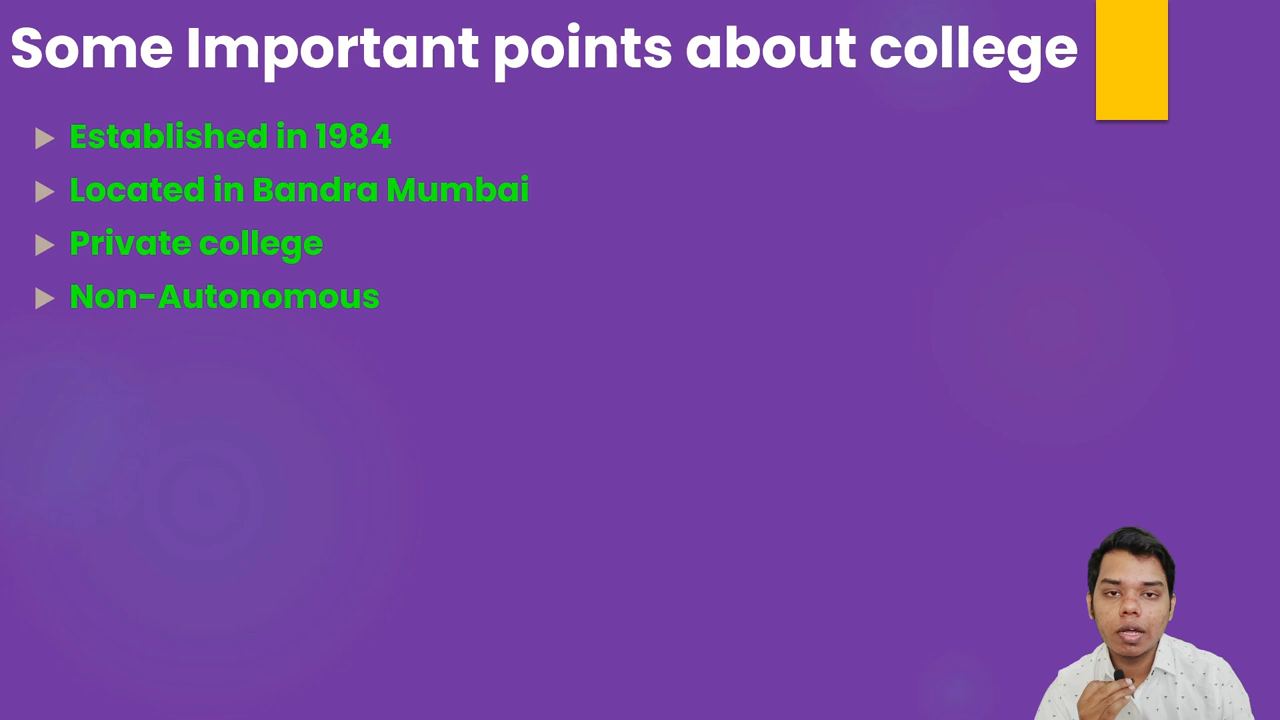 Some Important points about college
Established in 1984
Located in Bandra Mumbai
Private college
Non-Autonomous